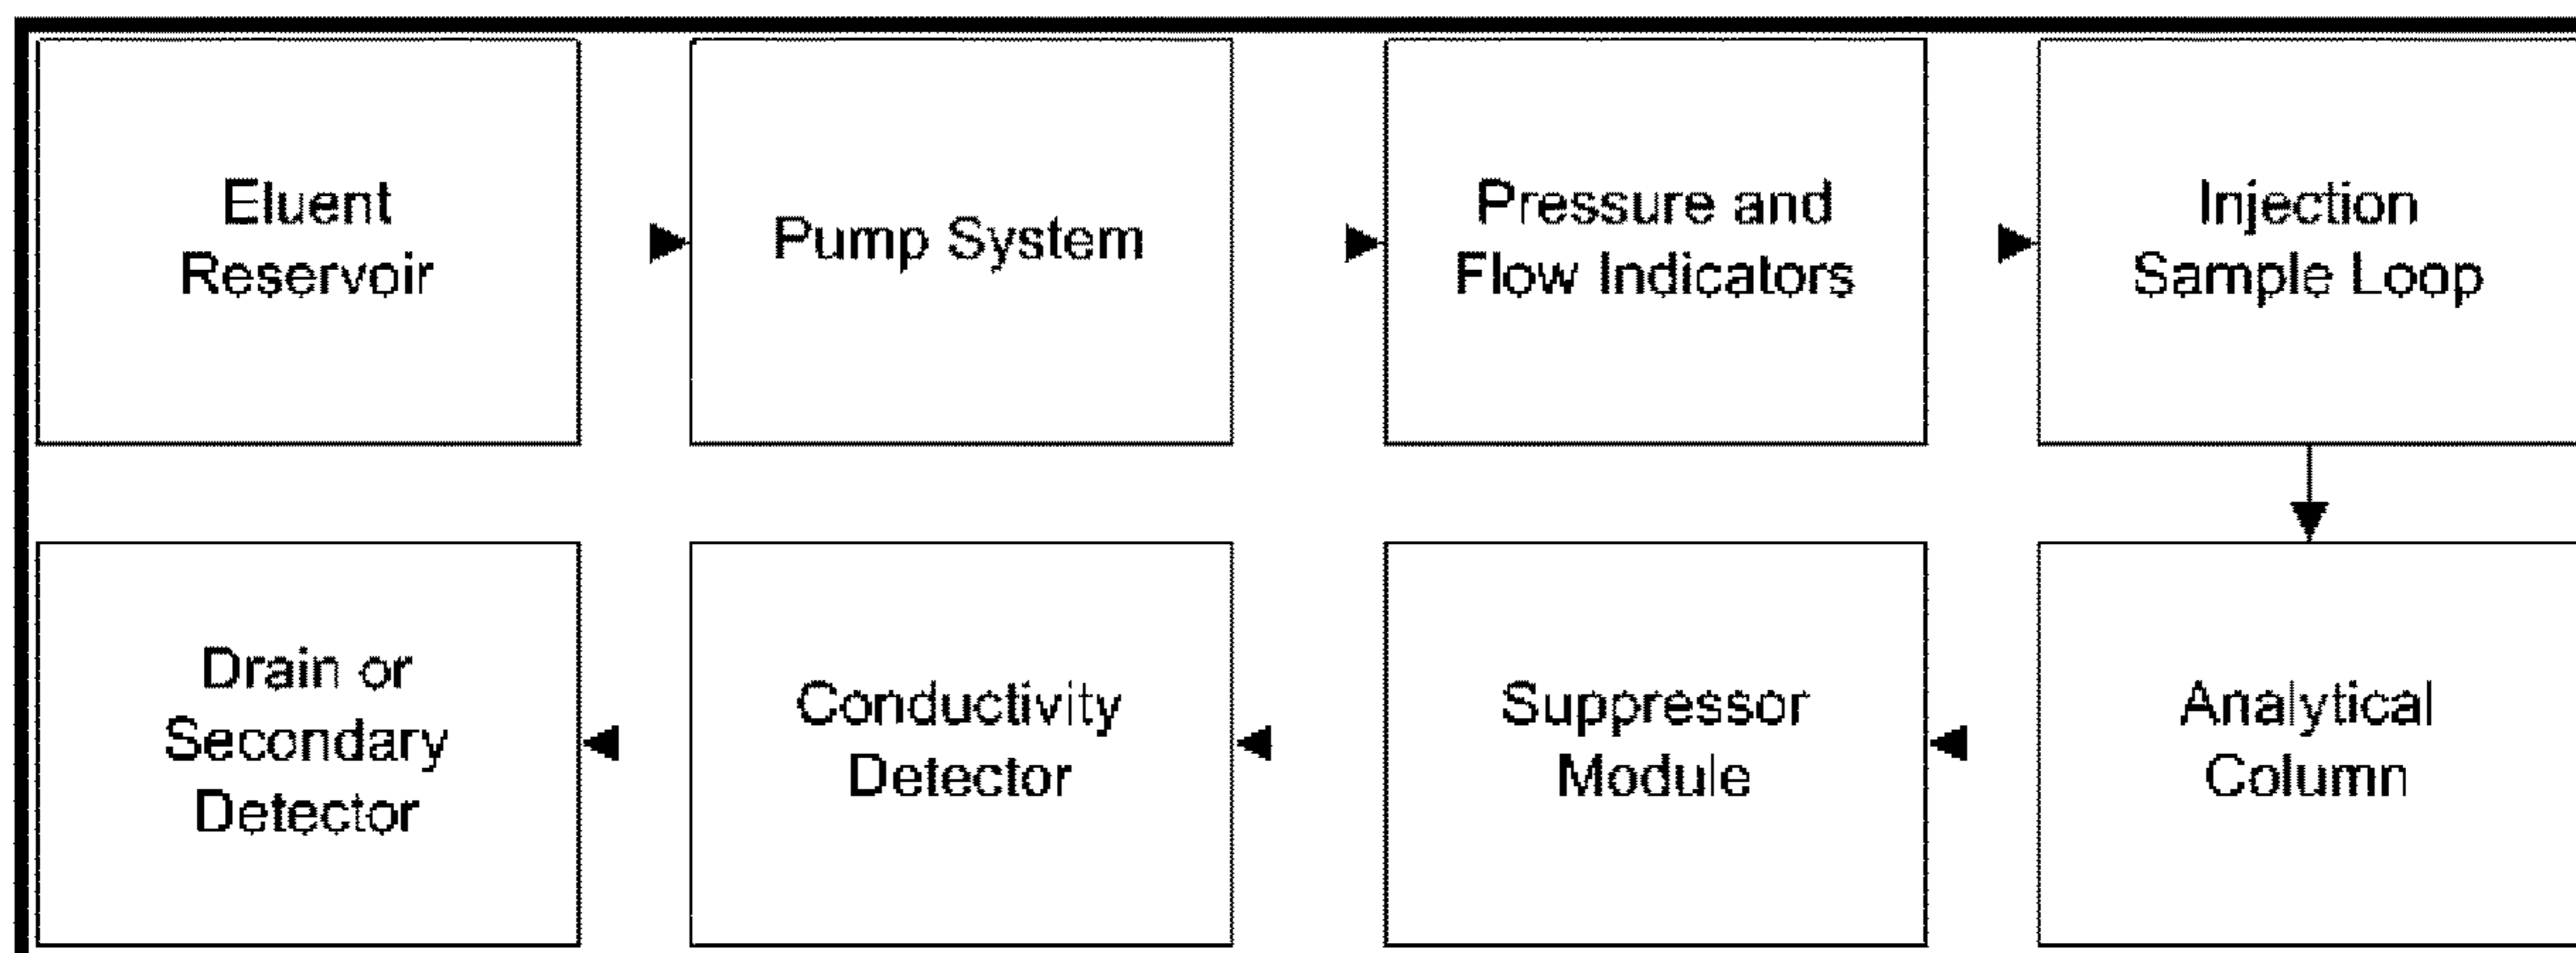 Eluent
Reservoir
Pump System
Pressure and
Flow Indicators
Injection
Sample Loop
Drain or
Secondary
Detector
Conductivity
Detector
Suppressor
Module
Analytical
Column